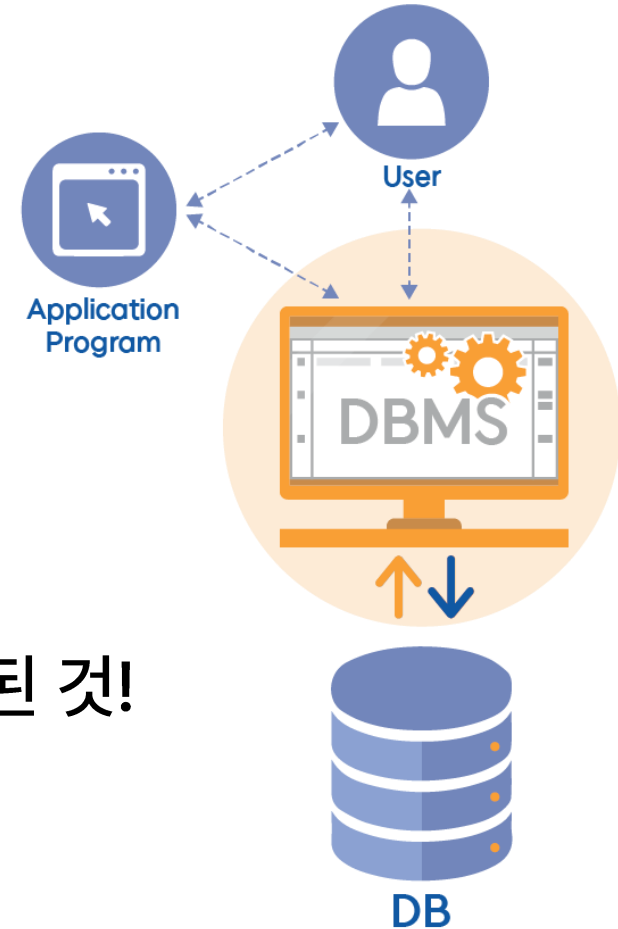 User
Application
Program
DBMS
된 것!
DB